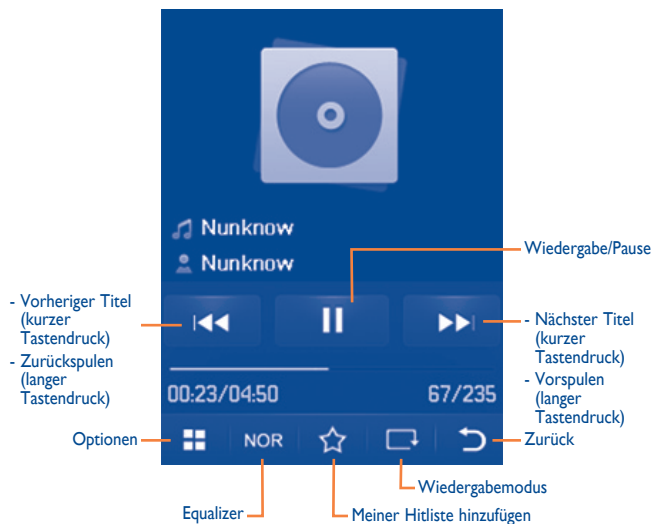 Nunknow
Nunknow
Wiedergabe/Pause
- Vorheriger Titel
(kurzer
Tastendruck)
- Zurückspulen
(langer
Tastendruck)
- Nächster Titel
(kurzer
Tastendruck)
- Vorspulen
(langer
Tastendruck)
00:23/04:50
67/235
Optionen
NOR
Zurück
Wiedergabemodus
Equalizer
Meiner Hitliste hinzufügen